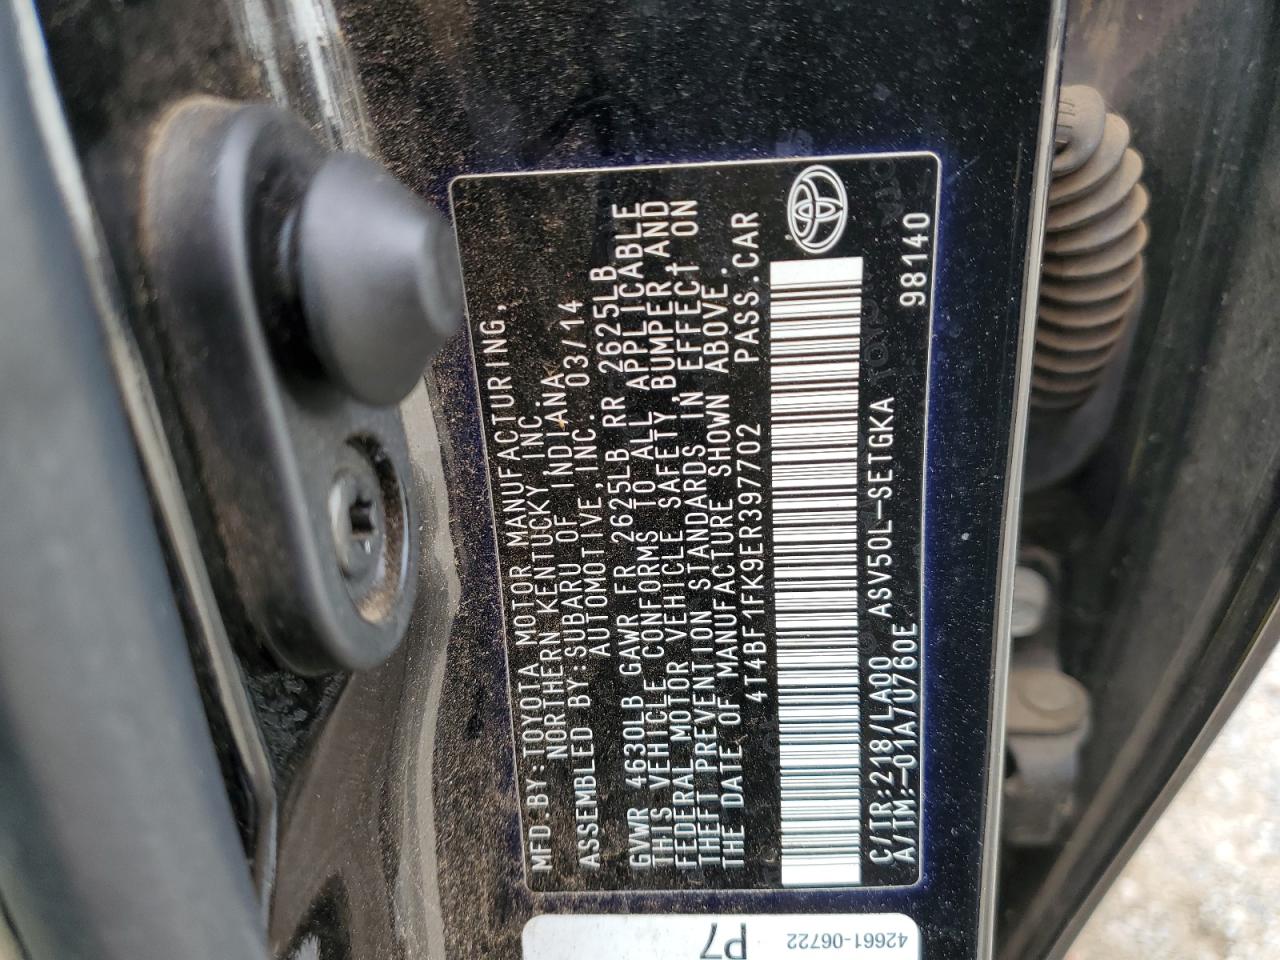 MFD.BY:TOYOTA MOTOR MANUFACTURING,
NORTHERN KENTUCKY INC.
ASSEMBLED BY:SUBARU OF INDIANA
AUTOMOTIVE,INC. 03/14
GVWR 4630LB GAWR FR 2625LB RR 2625LB
THIS VEHICLE CONFORMS TO ALL APPLICABLE
FEDERAL MOTOR VEHICLE SAFETY,BUMPER,AND
THEFT PREVENTION STANDARDS IN EFFECT ON
THE DATE OF MANUFACTURE SHOWN ABOVE.
4T4BF1FK9ER397702 PASS.CAR
C/TR:218/LA00 ASV50L-SETGKA
A/TM:-01A/U760E 98140
P7
42661-06722